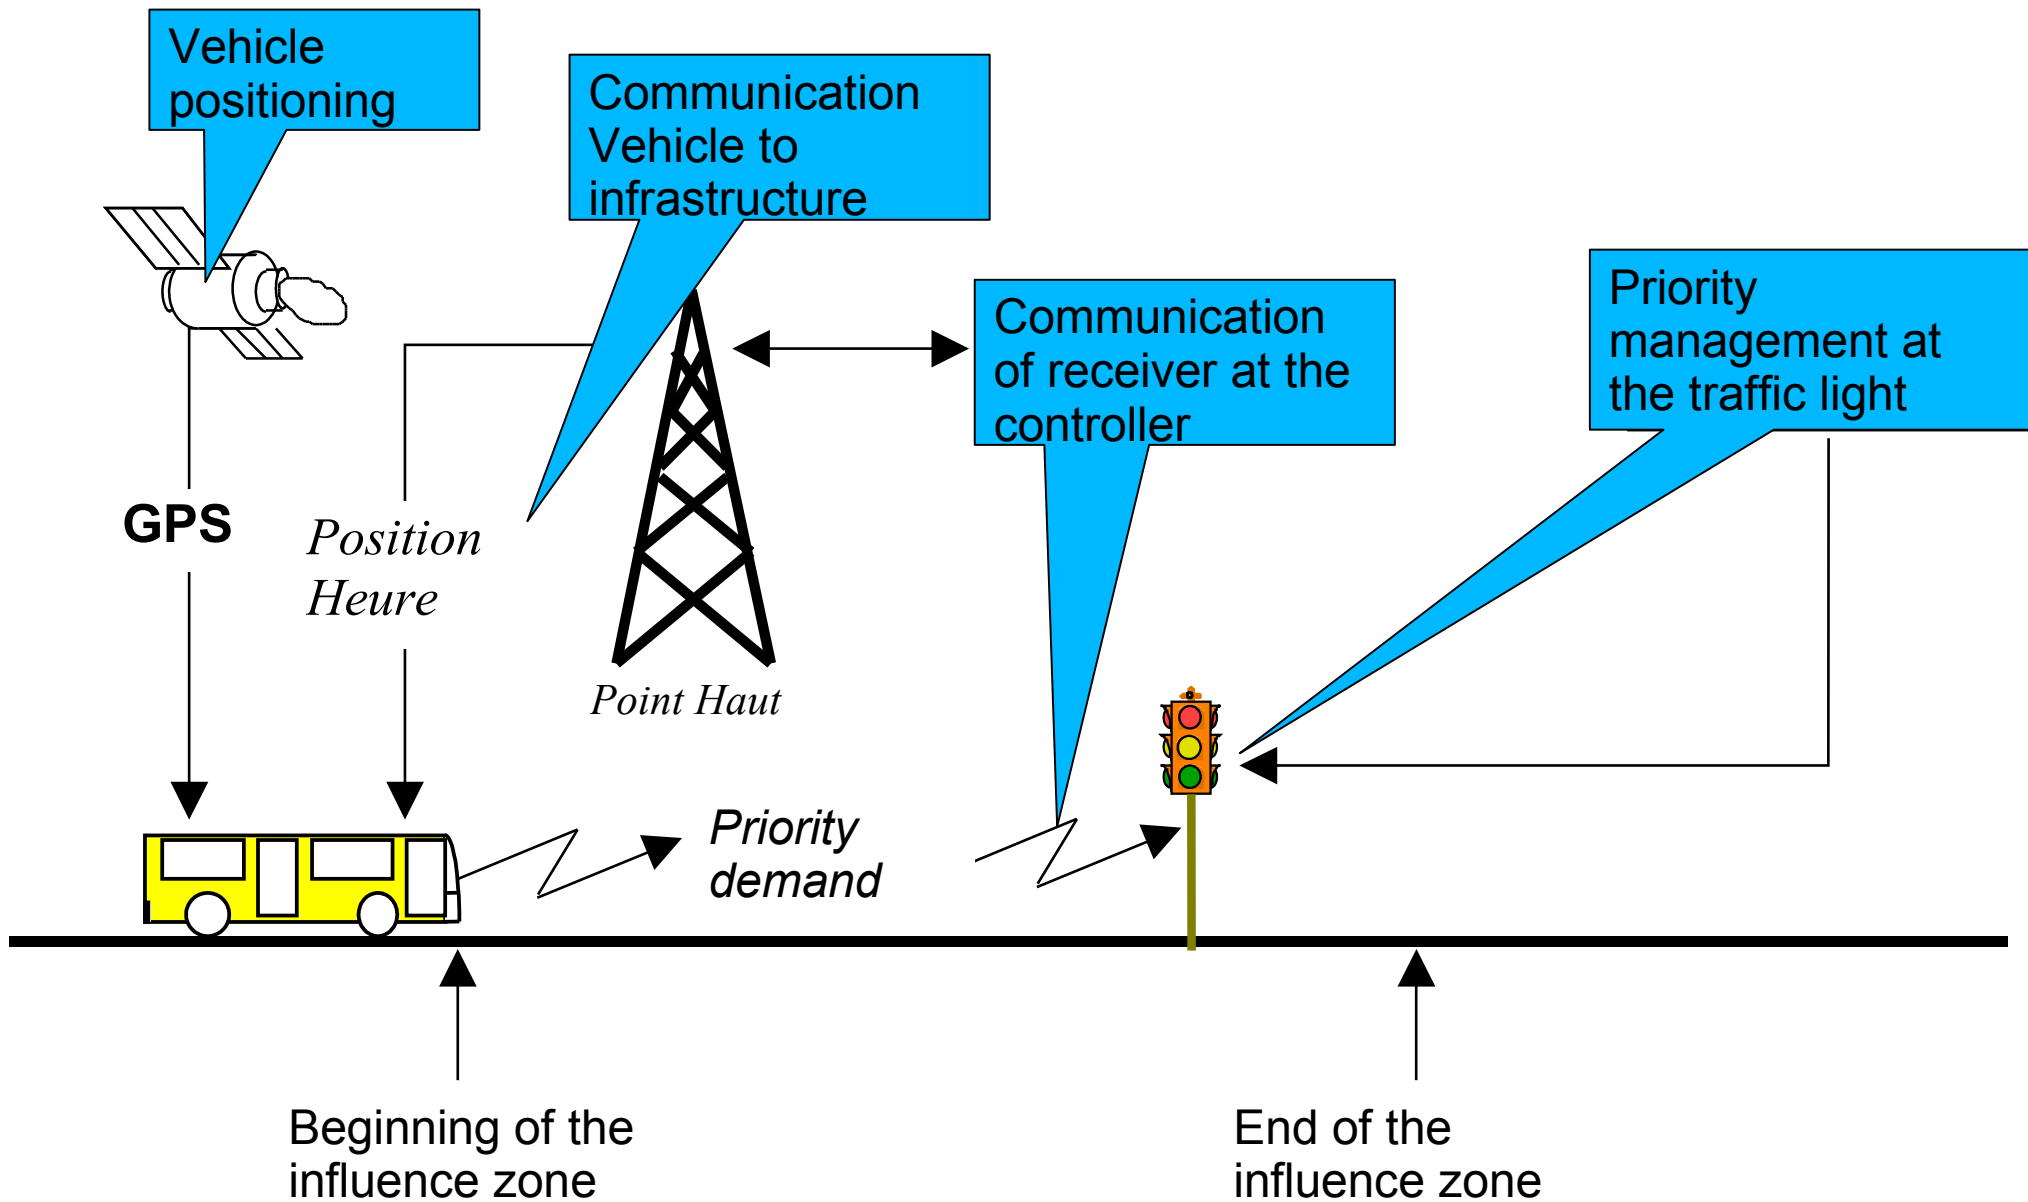 Vehicle
positioning
Communication
Vehicle to
infrastructure
Communication
of receiver at the
controller
Priority
management at
the traffic light
GPS
Position
Heure
Point Haut
Priority
demand
Beginning of the
influence zone
End of the
influence zone